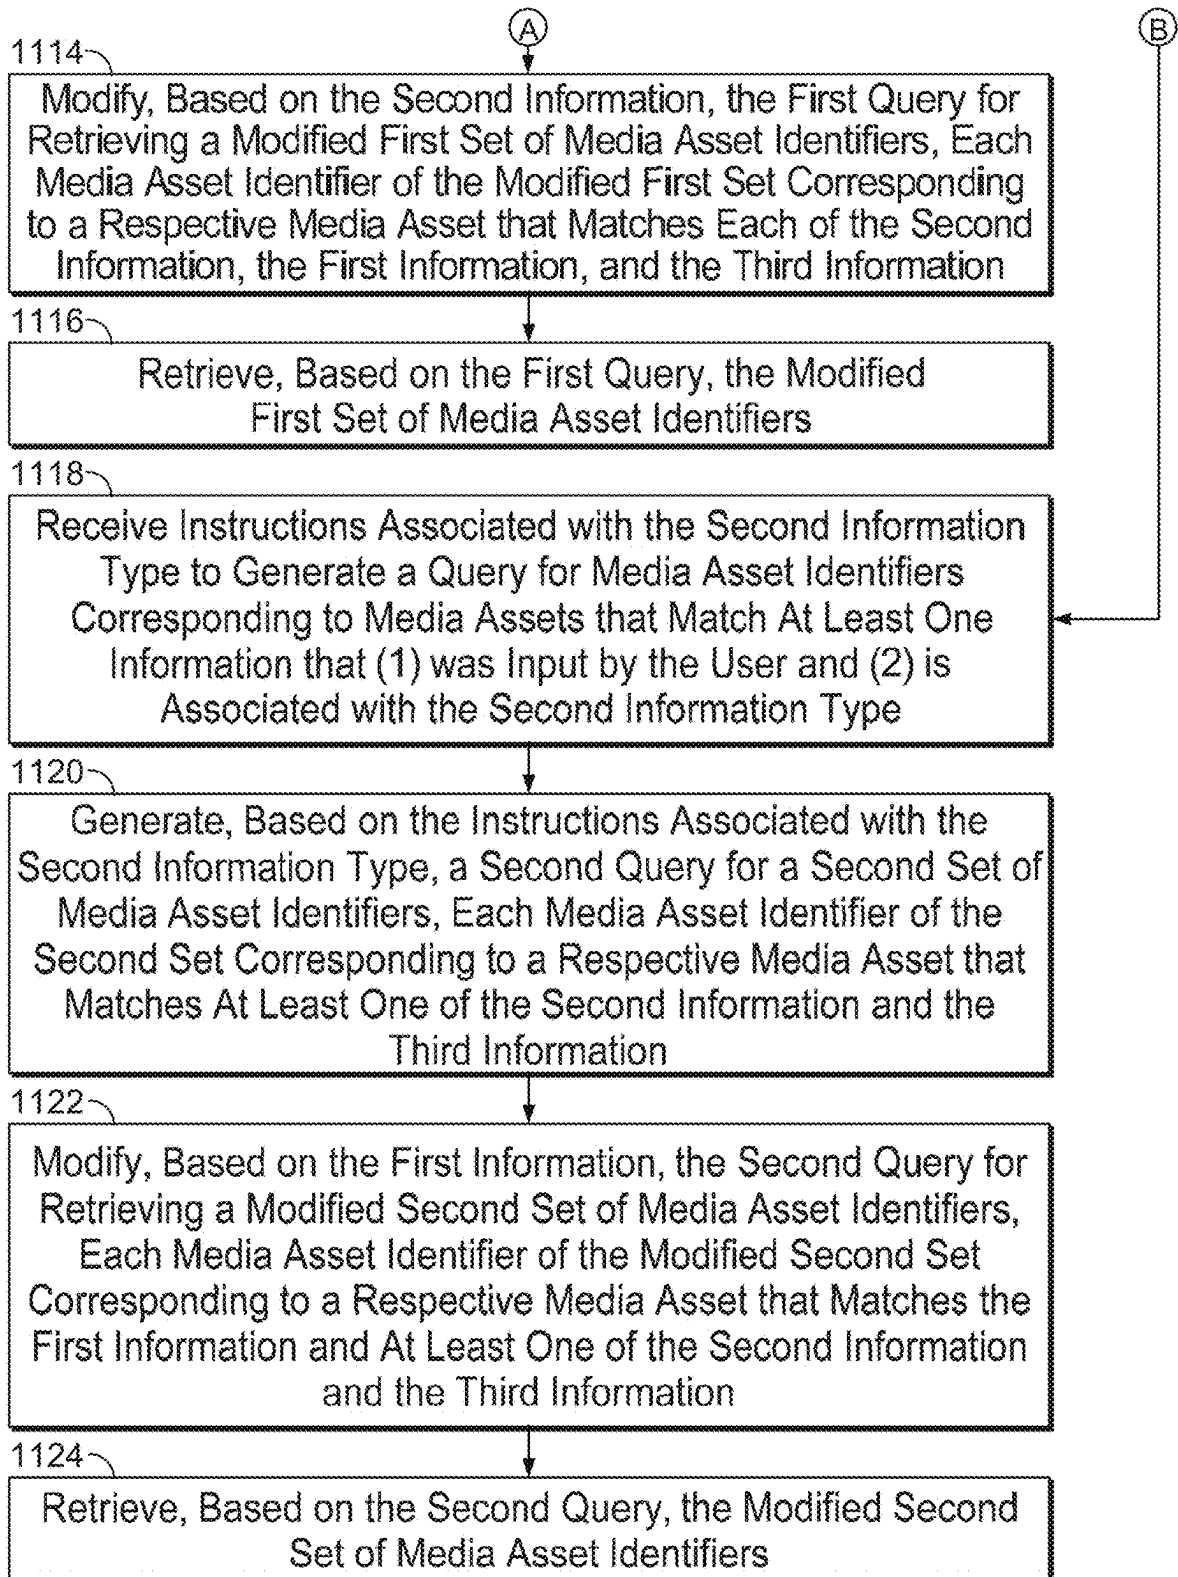 A
B
1114
Modify, Based on the Second Information, the First Query for
Retrieving a Modified First Set of Media Asset Identifiers, Each
Media Asset Identifier of the Modified First Set Corresponding
to a Respective Media Asset that Matches Each of the Second
Information, the First Information, and the Third Information
1116
Retrieve, Based on the First Query, the Modified
First Set of Media Asset Identifiers
1118
Receive Instructions Associated with the Second Information
Type to Generate a Query for Media Asset Identifiers
Corresponding to Media Assets that Match At Least One
Information that (1) was Input by the User and (2) is
Associated with the Second Information Type
1120
Generate, Based on the Instructions Associated with the
Second Information Type, a Second Query for a Second Set of
Media Asset Identifiers, Each Media Asset Identifier of the
Second Set Corresponding to a Respective Media Asset that
Matches At Least One of the Second Information and the
Third Information
1122
Modify, Based on the First Information, the Second Query for
Retrieving a Modified Second Set of Media Asset Identifiers,
Each Media Asset Identifier of the Modified Second Set
Corresponding to a Respective Media Asset that Matches the
First Information and At Least One of the Second Information
and the Third Information
1124
Retrieve, Based on the Second Query, the Modified Second
Set of Media Asset Identifiers